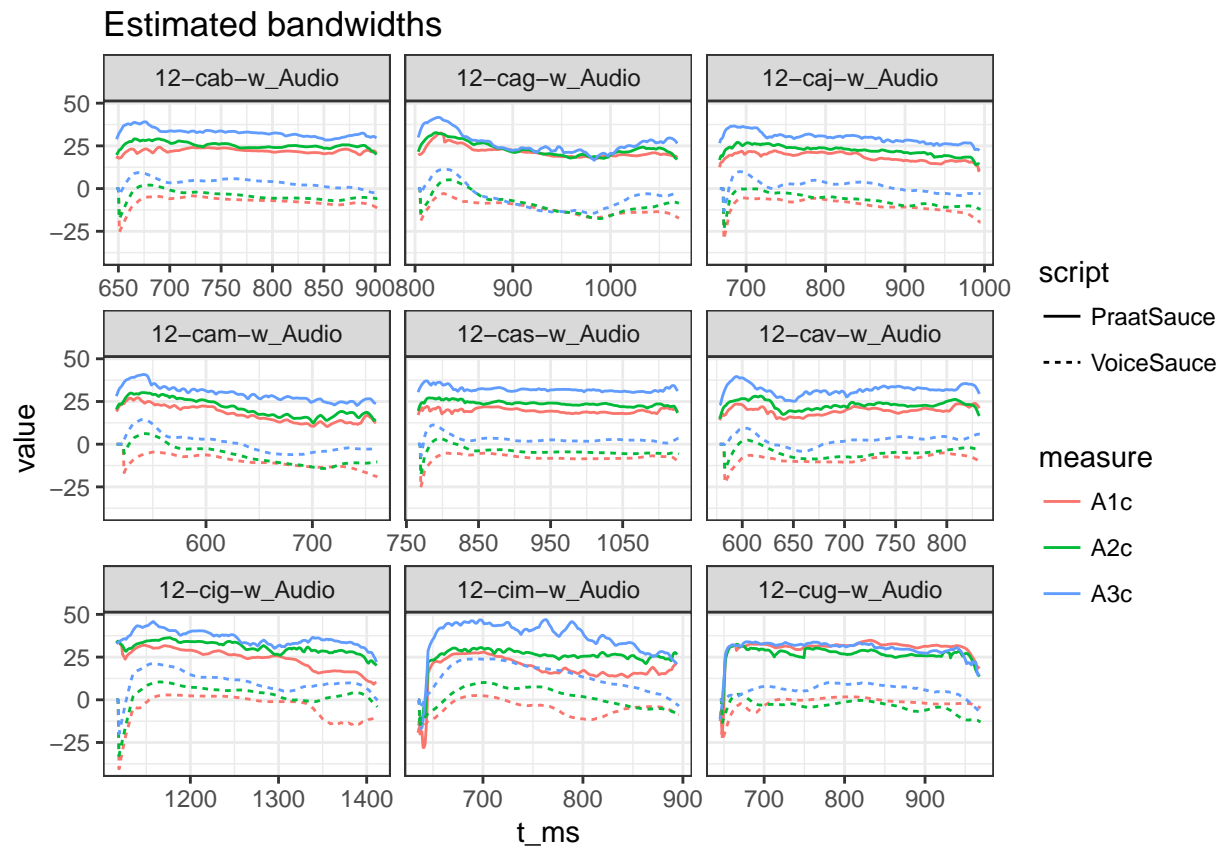 Estimated bandwidths
12−cab−w_Audio 12−cag−w_Audio 12−caj−w_Audio
50
25
0
−25
650 700 750 800 850 900 800 900 1000 700 800 900 1000
12−cam−w_Audio 12−cas−w_Audio 12−cav−w_Audio
50
25
0
−25
600 700 750 850 950 1050 600 650 700 750 800
12−cig−w_Audio 12−cim−w_Audio 12−cug−w_Audio
50
25
0
−25
1200 1300 1400 700 800 900 700 800 900
t_ms
value
script
PraatSauce
VoiceSauce
measure
A1c
A2c
A3c